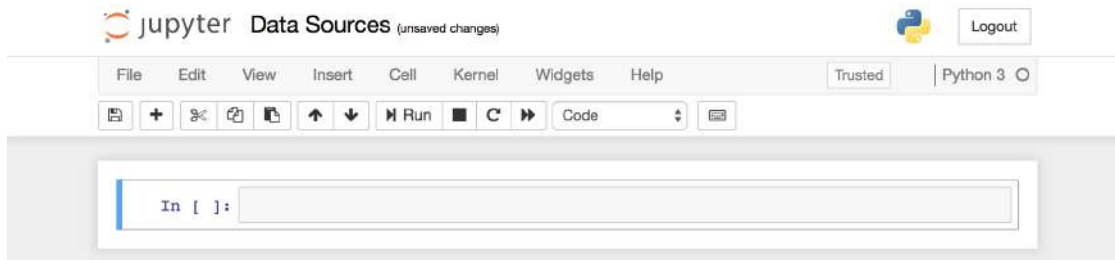 jupyter Data Sources (unsaved changes) Logout
File Edit View Insert Cell Kernel Widgets Help Trusted Python 3
Run Code
In [ ]: